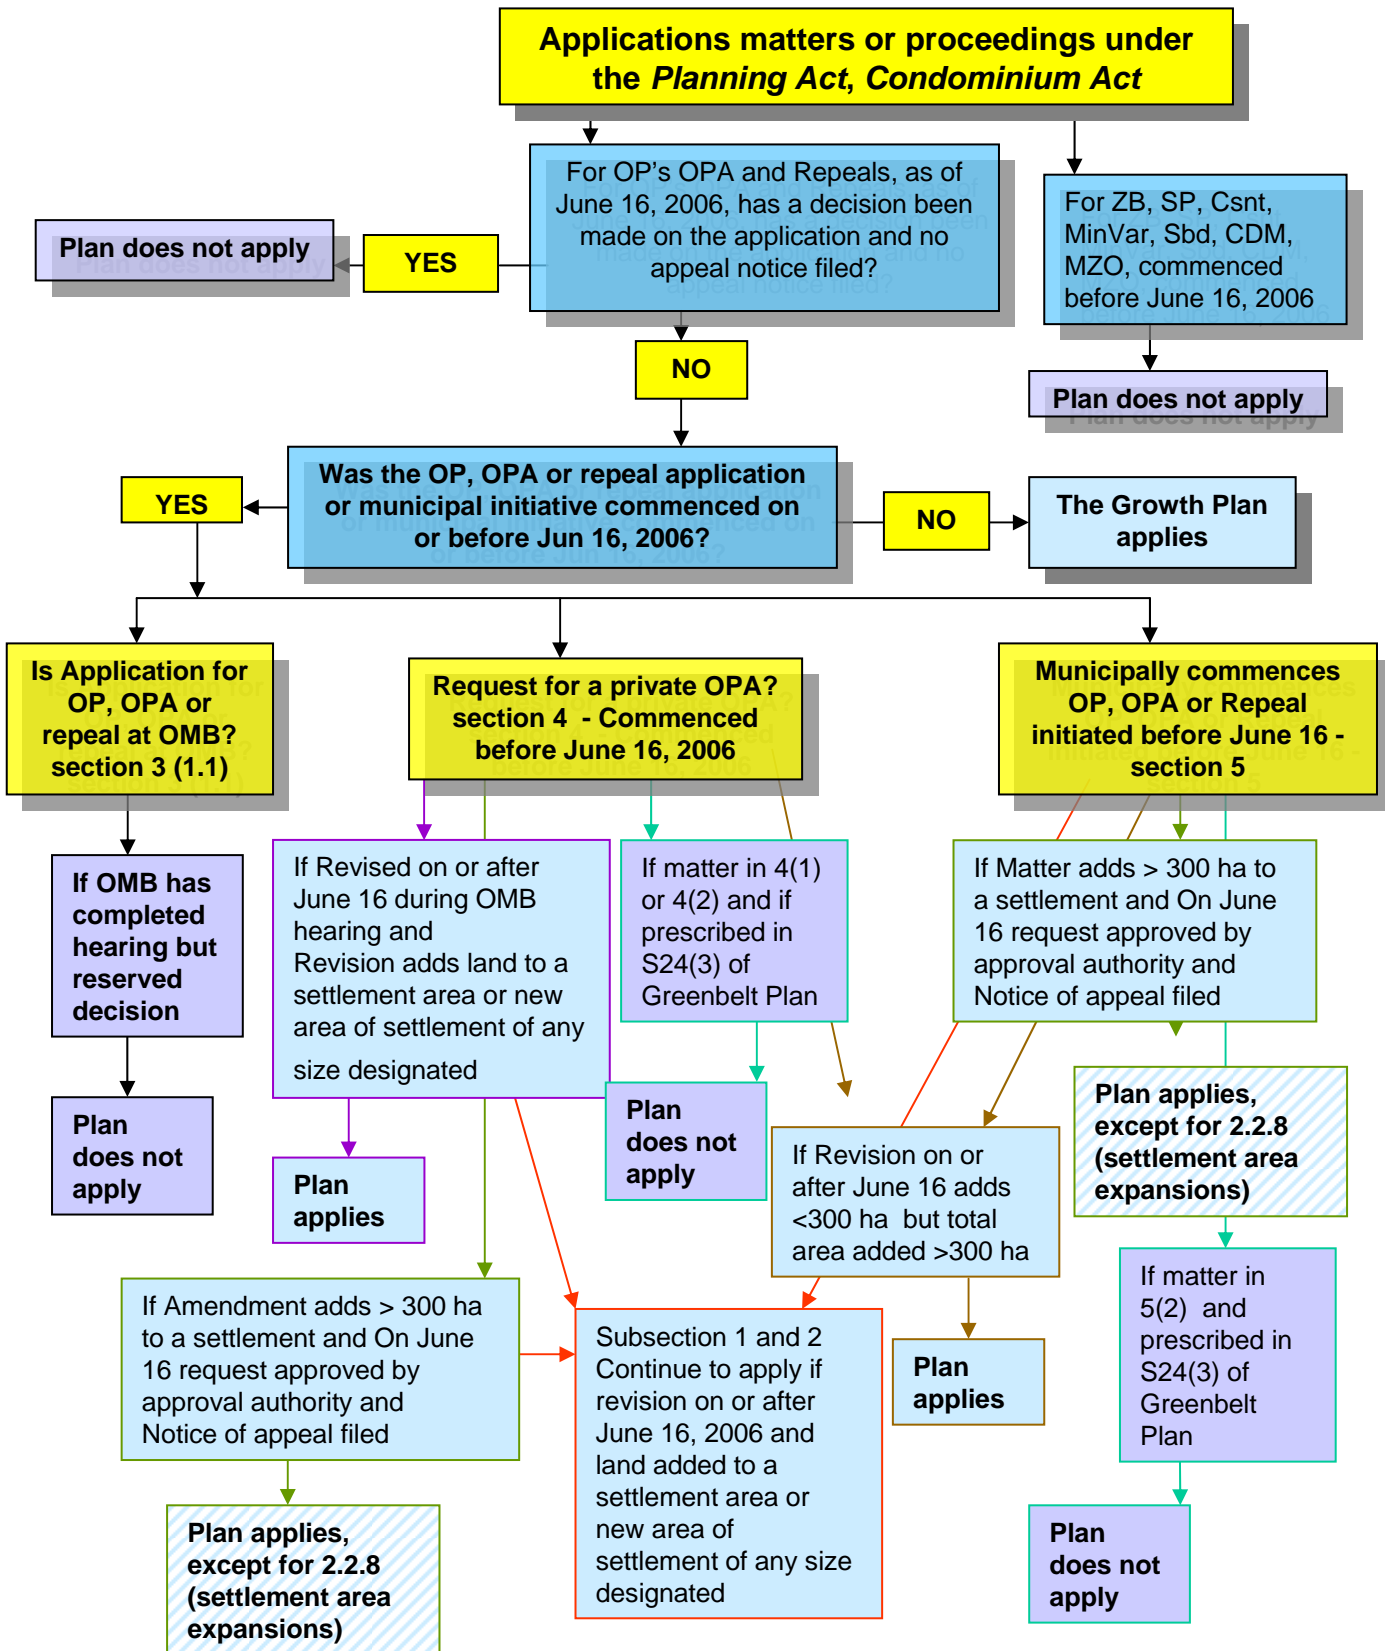 Applications matters or proceedings under
the Planning Act, Condominium Act
For OP's OPA and Repeals, as of
June 16, 2006, has a decision been
made on the application and no
appeal notice filed?
For ZB, SP, Csnt,
MinVar, Sbd, CDM,
MZO, commenced
before June 16, 2006
Plan does not apply
YES
NO
Plan does not apply
Was the OP, OPA or repeal application
or municipal initiative commenced on
or before Jun 16, 2006?
YES
NO
The Growth Plan
applies
Is Application for
OP, OPA or
repeal at OMB?
section 3 (1.1)
Request for a private OPA?
section 4 - Commenced
before June 16, 2006
Municipally commences
OP, OPA or Repeal
initiated before June 16 -
section 5
If OMB has
completed
hearing but
reserved
decision
If Revised on or after
June 16 during OMB
hearing and
Revision adds land to a
settlement area or new
area of settlement of any
size designated
If matter in 4(1)
or 4(2) and if
prescribed in
S24(3) of
Greenbelt Plan
If Matter adds > 300 ha to
a settlement and On June
16 request approved by
approval authority and
Notice of appeal filed
Plan
does not
apply
Plan
applies
Plan
does not
apply
If Revision on or
after June 16 adds
<300 ha but total
area added >300 ha
Plan applies,
except for 2.2.8
(settlement area
expansions)
If Amendment adds > 300 ha
to a settlement and On June
16 request approved by
approval authority and
Notice of appeal filed
Subsection 1 and 2
Continue to apply if
revision on or after
June 16, 2006 and
land added to a
settlement area or
new area of
settlement of any size
designated
Plan
applies
If matter in
5(2) and
prescribed in
S24(3) of
Greenbelt
Plan
Plan applies,
except for 2.2.8
(settlement area
expansions)
Plan
does not
apply